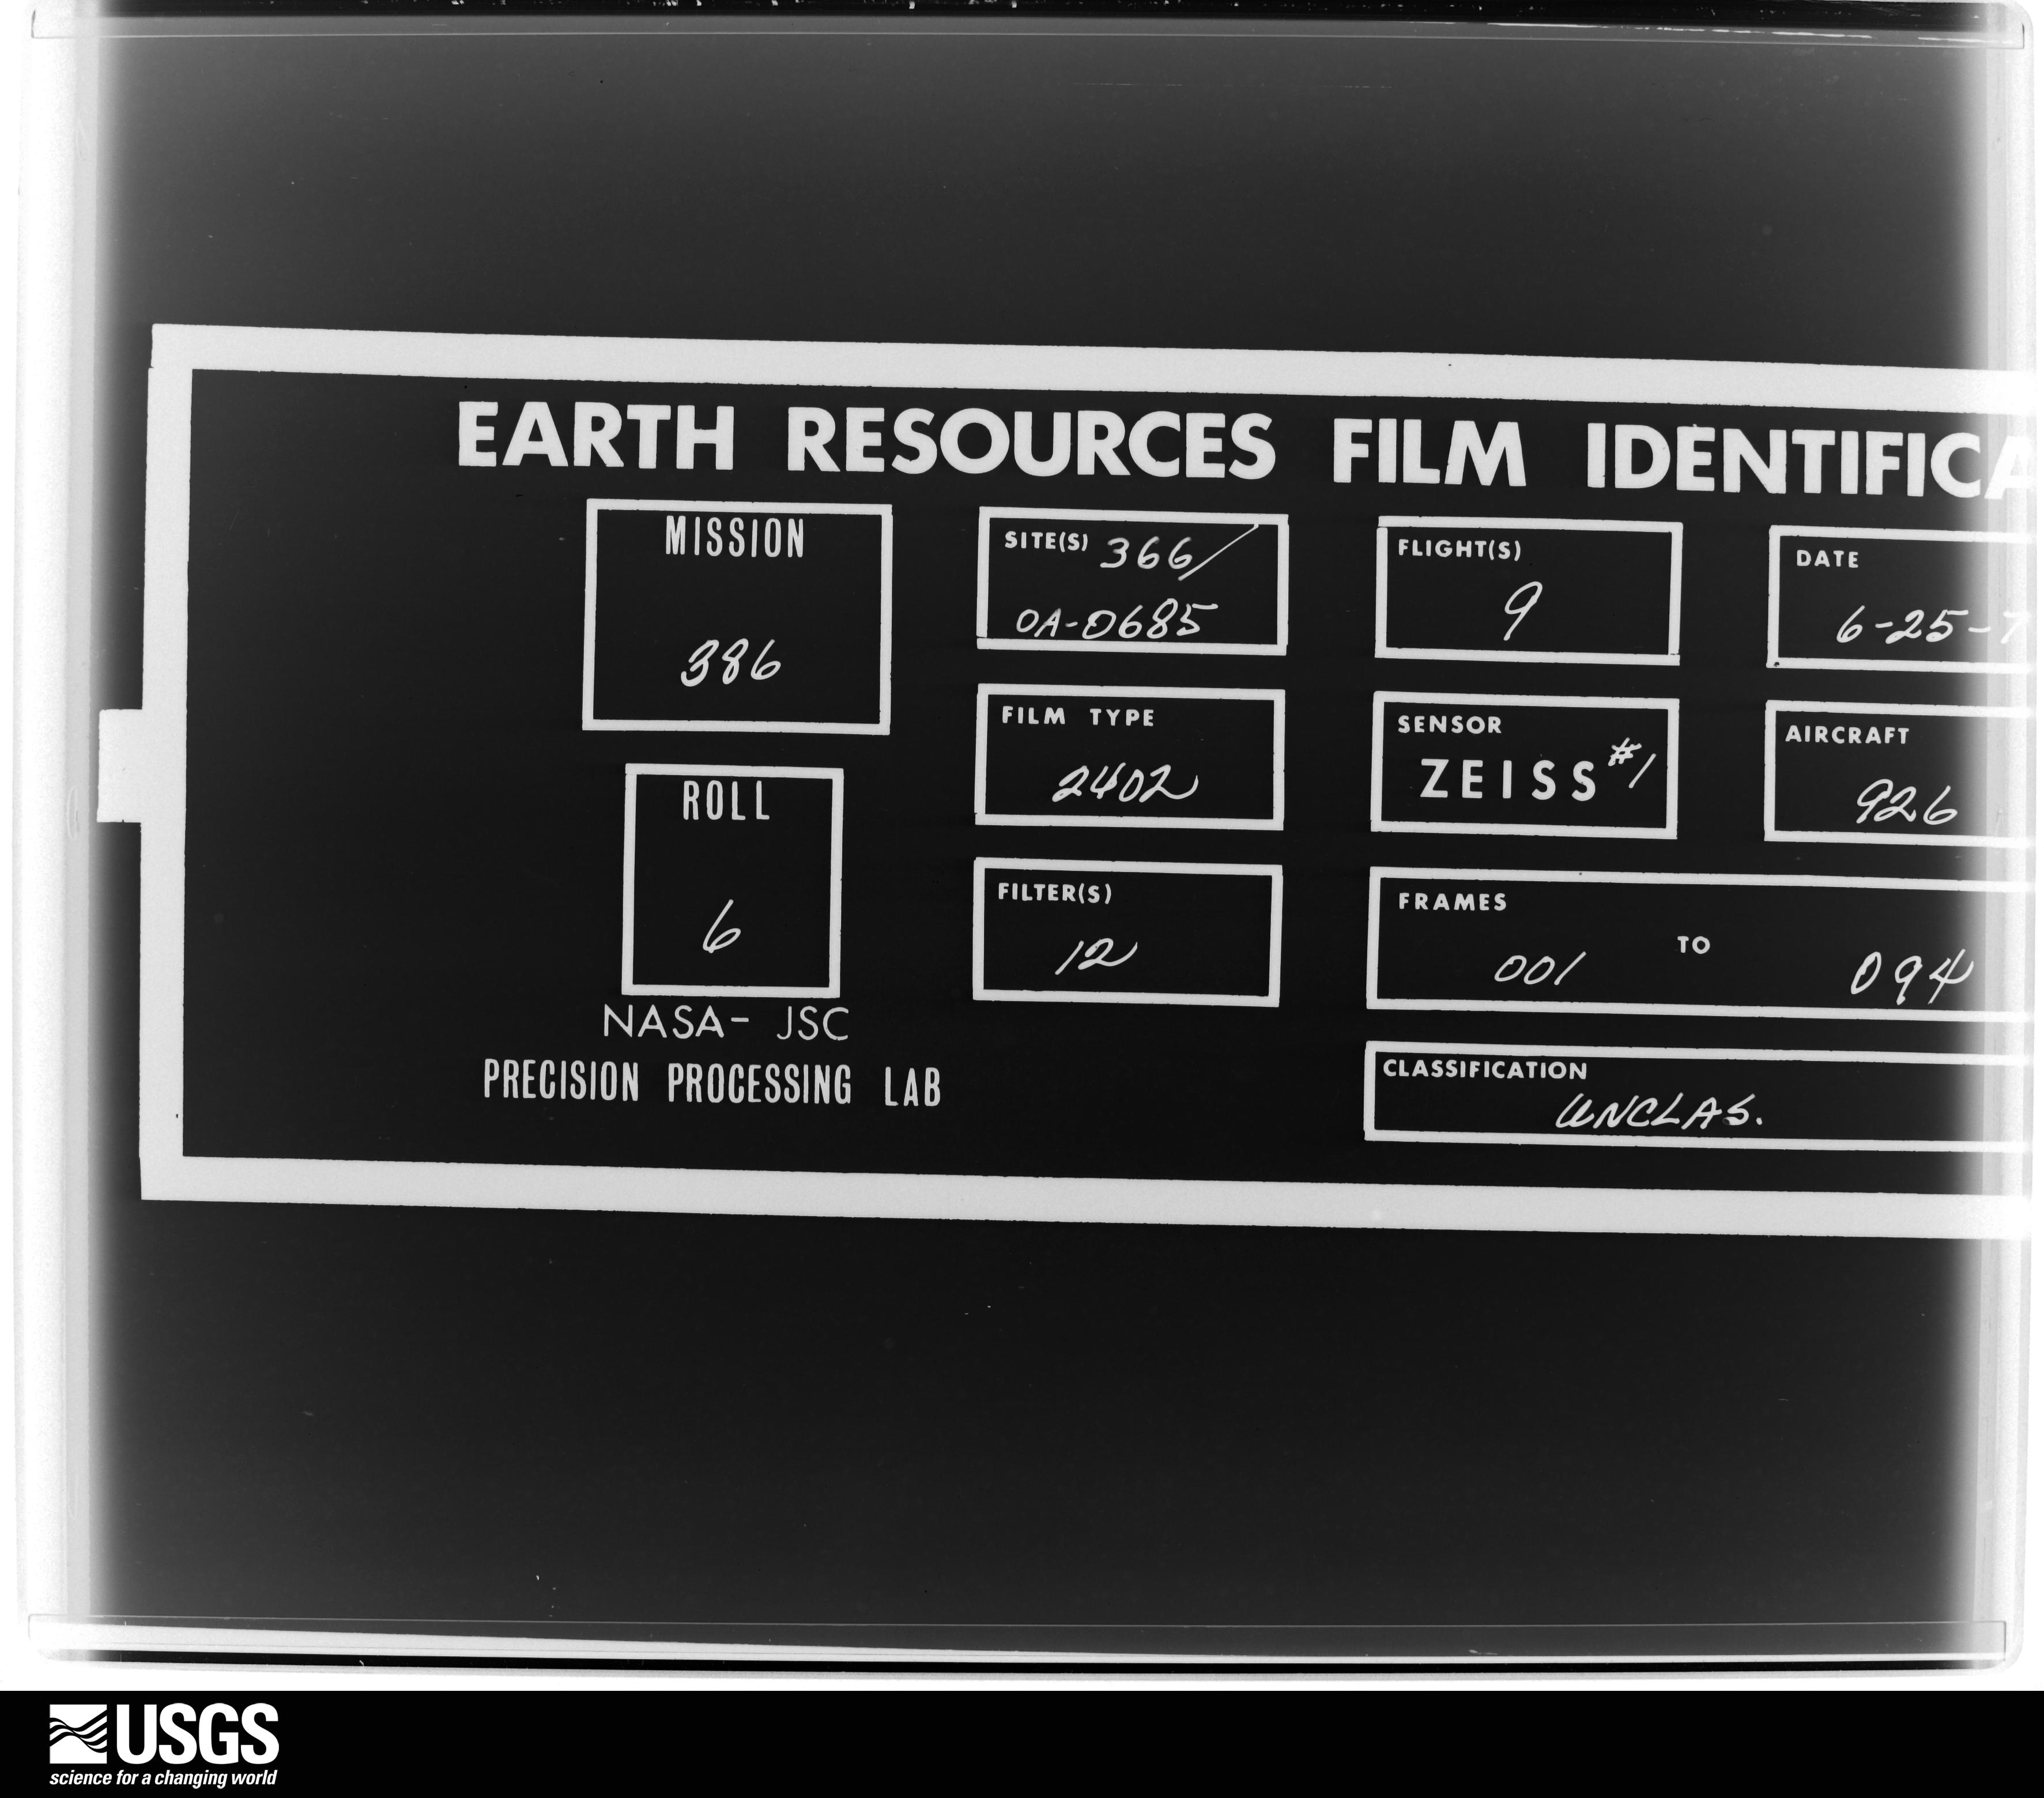 EARTH RESOURCES FILM IDENTIFICA
MISSION
386
SITE(S) 366/
OA-0685
FLIGHT(S)
9
DATE
6-25-7
FILM TYPE
2402
SENSOR
ZEISS #1
AIRCRAFT
926
ROLL
6
FILTER(S)
12
FRAMES
001 TO 094
NASA- JSC
PRECISION PROCESSING LAB
CLASSIFICATION
UNCLAS.
USGS
science for a changing world